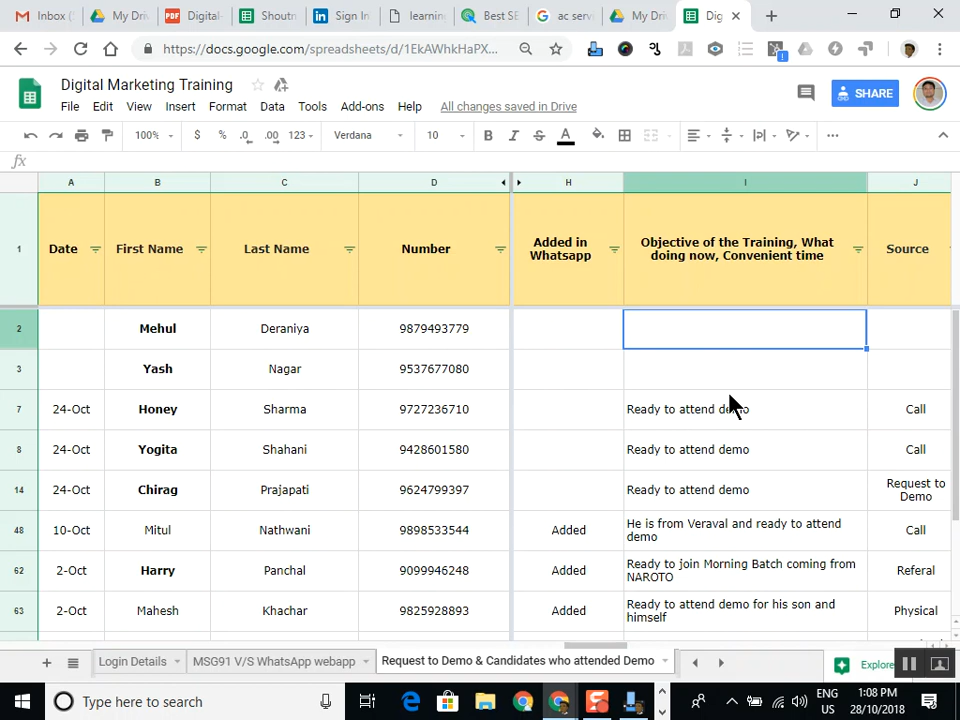 Inbox (
My Driv
Digital-
Shoutm
Sign In
learning
Best SE
ac serv
My Driv
Dig
https://docs.google.com/spreadsheets/d/1EkAWhkHaPX...
Digital Marketing Training
File Edit View Insert Format Data Tools Add-ons Help All changes saved in Drive
SHARE
100% $ % .0 .00 123 Verdana 10 B I S A
fx
A B C D H I J
1 Date First Name Last Name Number Added in Whatsapp Objective of the Training, What doing now, Convenient time Source
2 Mehul Deraniya 9879493779
3 Yash Nagar 9537677080
7 24-Oct Honey Sharma 9727236710 Ready to attend demo Call
8 24-Oct Yogita Shahani 9428601580 Ready to attend demo Call
14 24-Oct Chirag Prajapati 9624799397 Ready to attend demo Request to Demo
48 10-Oct Mitul Nathwani 9898533544 Added He is from Veraval and ready to attend demo Call
62 2-Oct Harry Panchal 9099946248 Added Ready to join Morning Batch coming from NAROTO Referal
63 2-Oct Mahesh Khachar 9825928893 Added Ready to attend demo for his son and himself Physical
Login Details MSG91 V/S WhatsApp webapp Request to Demo & Candidates who attended Demo Explore
Type here to search
ENG
US
1:08 PM
28/10/2018